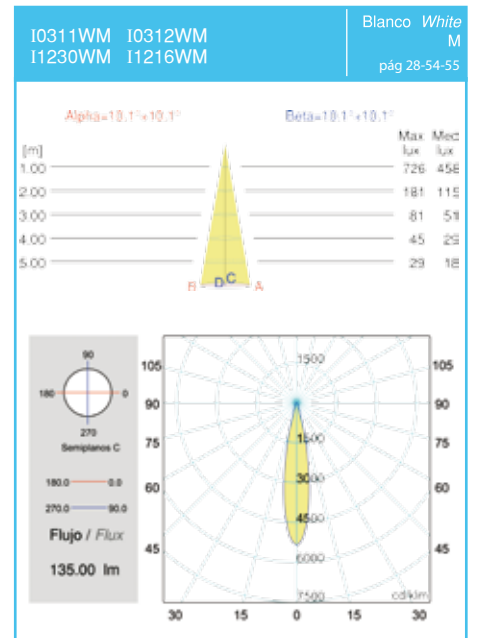 I0311WM I0312WM
I1230WM I1216WM
Blanco White
M
pág 28-54-55
Alpha=10.1°+10.1° Beta=10.1°+10.1°
Max Med
[m] lux lux
1.00 726 458
2.00 181 115
3.00 81 51
4.00 45 29
5.00 29 18
B D C A
90
180 0
270
Semiplanos C
180.0 0.0
270.0 90.0
Flujo / Flux
135.00 lm
1500
105 105
90 90
1500
75 75
3000
60 60
4500
45 45
6000
7500 cd/klm
30 15 0 15 30